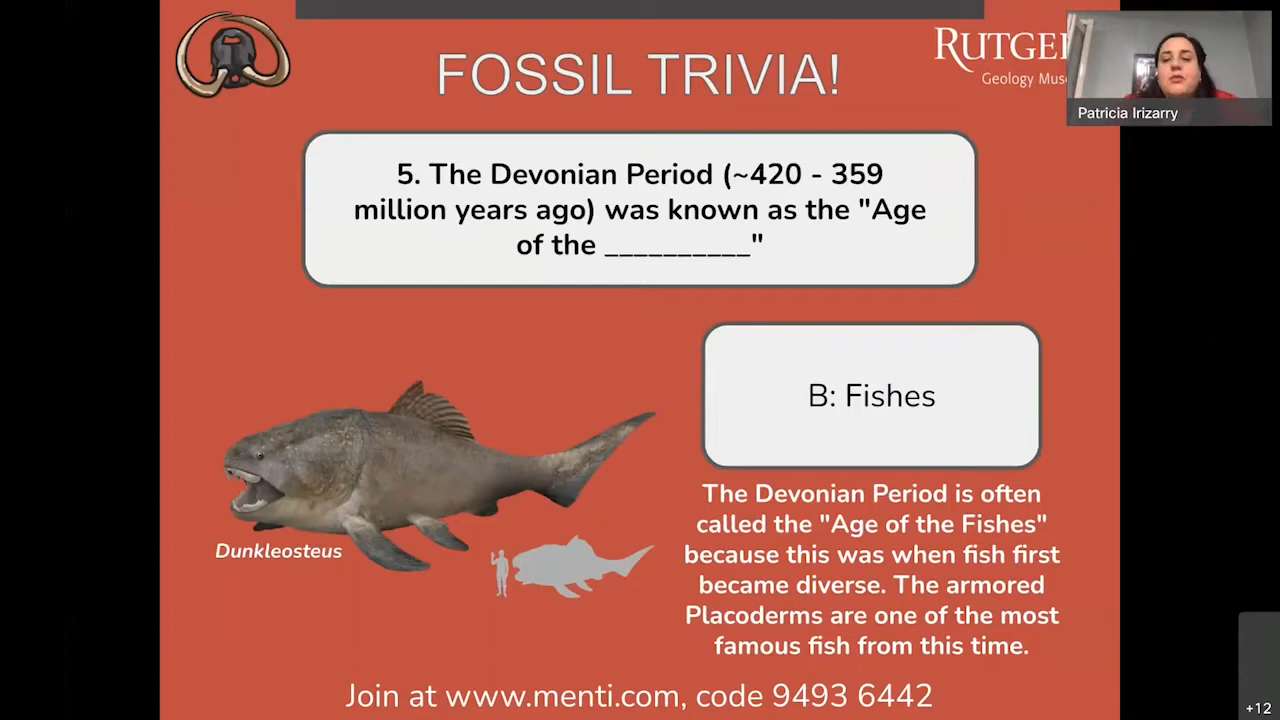 FOSSIL TRIVIA!
RUTGE
Geology Mus
Patricia Irizarry
5. The Devonian Period (~420 - 359
million years ago) was known as the "Age
of the __________"
B: Fishes
The Devonian Period is often
called the "Age of the Fishes"
because this was when fish first
became diverse. The armored
Placoderms are one of the most
famous fish from this time.
Dunkleosteus
Join at www.menti.com, code 9493 6442
+12